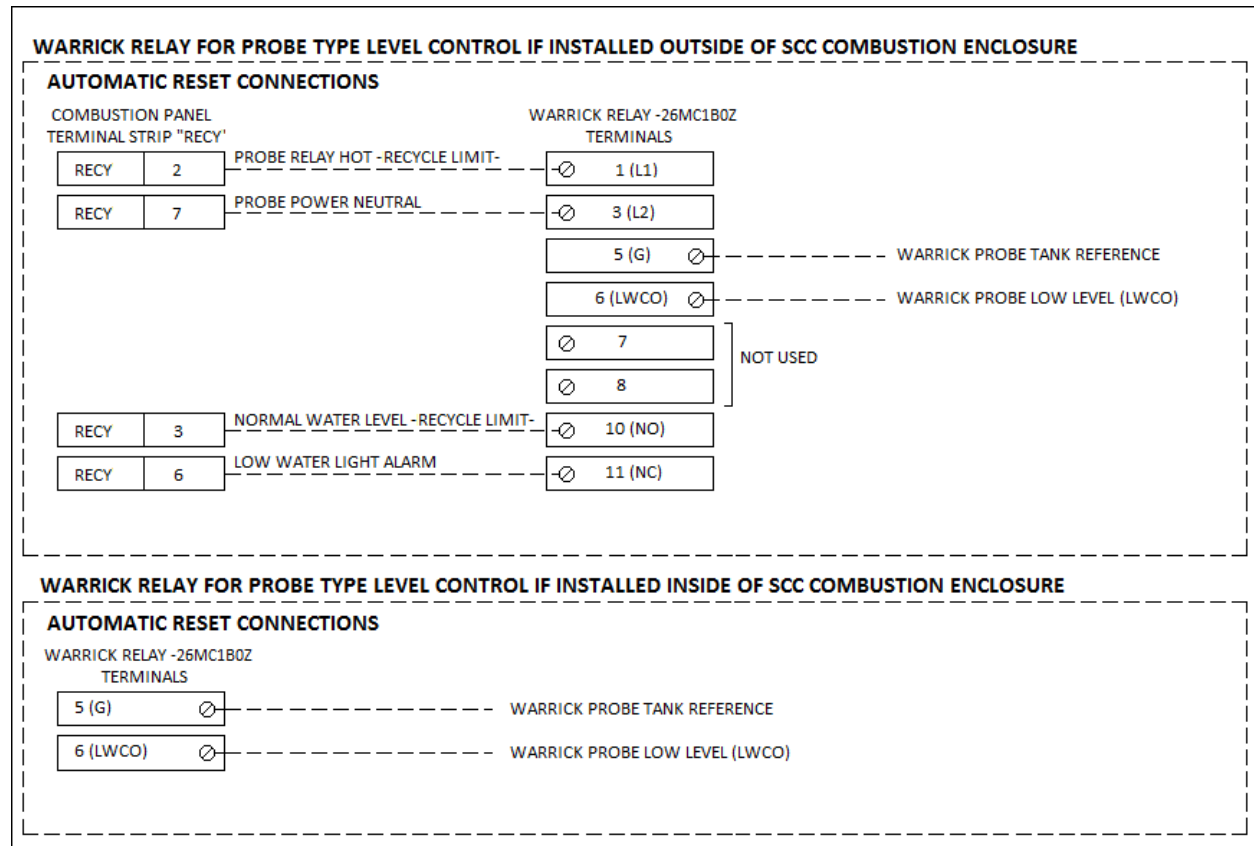 WARRICK RELAY FOR PROBE TYPE LEVEL CONTROL IF INSTALLED OUTSIDE OF SCC COMBUSTION ENCLOSURE
AUTOMATIC RESET CONNECTIONS
COMBUSTION PANEL
TERMINAL STRIP "RECY'
WARRICK RELAY -26MC1B0Z
TERMINALS
RECY 2 PROBE RELAY HOT -RECYCLE LIMIT- 1 (L1)
RECY 7 PROBE POWER NEUTRAL 3 (L2)
5 (G) WARRICK PROBE TANK REFERENCE
6 (LWCO) WARRICK PROBE LOW LEVEL (LWCO)
7
NOT USED
8
RECY 3 NORMAL WATER LEVEL -RECYCLE LIMIT- 10 (NO)
RECY 6 LOW WATER LIGHT ALARM 11 (NC)
WARRICK RELAY FOR PROBE TYPE LEVEL CONTROL IF INSTALLED INSIDE OF SCC COMBUSTION ENCLOSURE
AUTOMATIC RESET CONNECTIONS
WARRICK RELAY -26MC1B0Z
TERMINALS
5 (G) WARRICK PROBE TANK REFERENCE
6 (LWCO) WARRICK PROBE LOW LEVEL (LWCO)